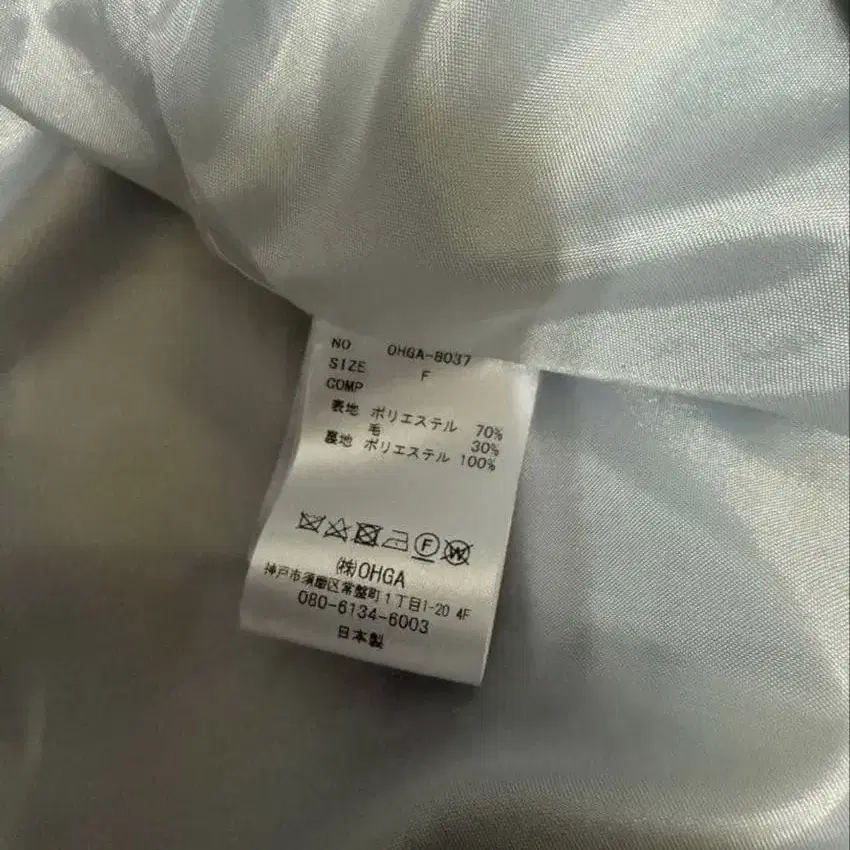 NO OHGA-8037
SIZE F
COMP
表地 ポリエステル 70%
毛 30%
裏地 ポリエステル 100%
F W
㈱OHGA
神戸市須磨区常盤町1丁目1-20 4F
080-6134-6003
日本製